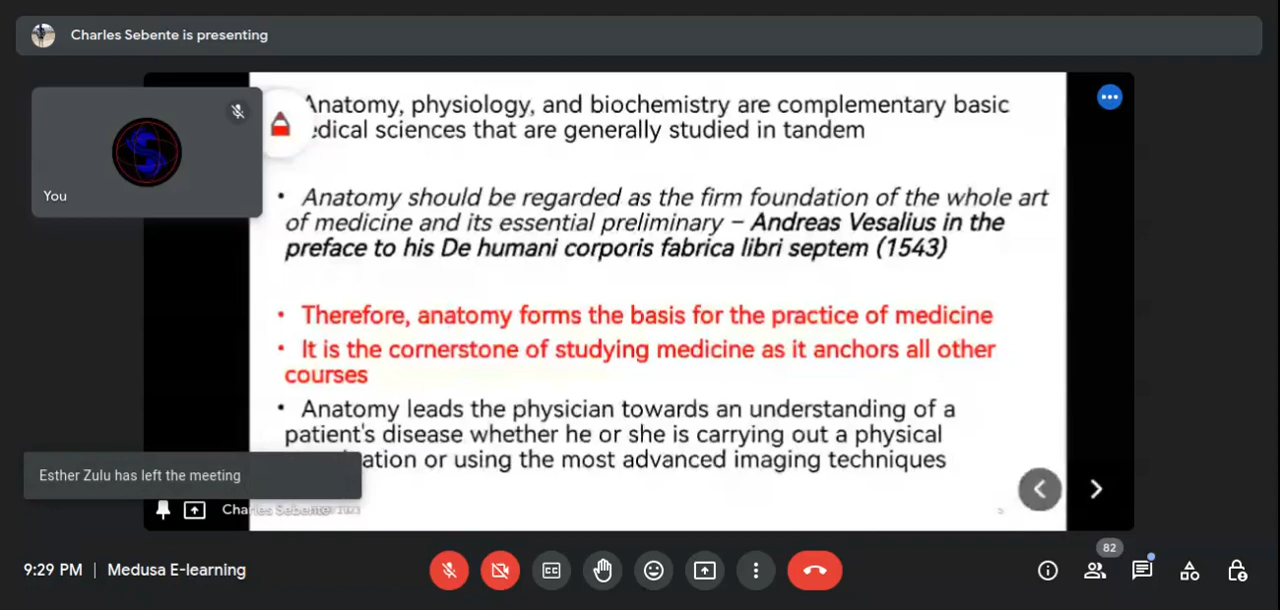 Charles Sebente is presenting
You
Anatomy, physiology, and biochemistry are complementary basic
edical sciences that are generally studied in tandem
• Anatomy should be regarded as the firm foundation of the whole art
of medicine and its essential preliminary – Andreas Vesalius in the
preface to his De humani corporis fabrica libri septem (1543)
• Therefore, anatomy forms the basis for the practice of medicine
• It is the cornerstone of studying medicine as it anchors all other
courses
• Anatomy leads the physician towards an understanding of a
patient's disease whether he or she is carrying out a physical
ation or using the most advanced imaging techniques
Esther Zulu has left the meeting
Charles Sebente
5
82
9:29 PM | Medusa E-learning